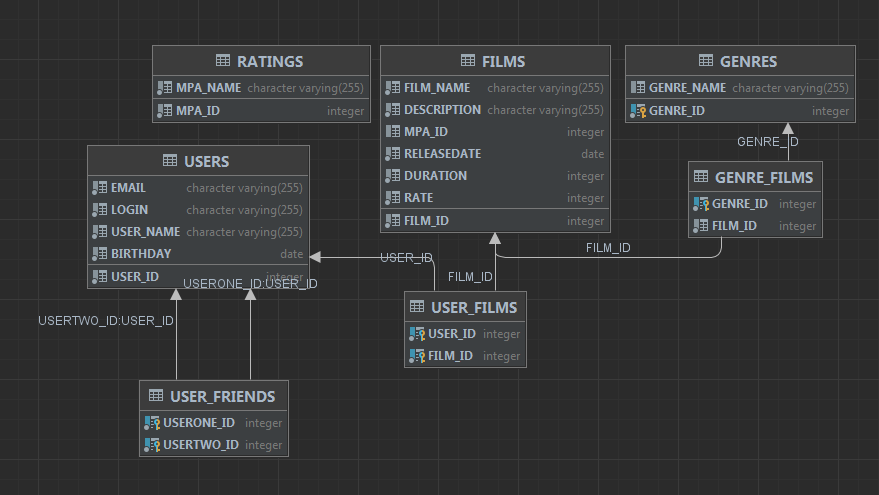 RATINGS
MPA_NAME character varying(255)
MPA_ID integer
FILMS
FILM_NAME character varying(255)
DESCRIPTION character varying(255)
MPA_ID integer
RELEASEDATE date
DURATION integer
RATE integer
FILM_ID integer
GENRES
GENRE_NAME character varying(255)
GENRE_ID integer
GENRE_ID
USERS
EMAIL character varying(255)
LOGIN character varying(255)
USER_NAME character varying(255)
BIRTHDAY date
USER_ID integer
GENRE_FILMS
GENRE_ID integer
FILM_ID integer
USER_ID
FILM_ID
FILM_ID
USERONE_ID:USER_ID
USERTWO_ID:USER_ID
USER_FILMS
USER_ID integer
FILM_ID integer
USER_FRIENDS
USERONE_ID integer
USERTWO_ID integer